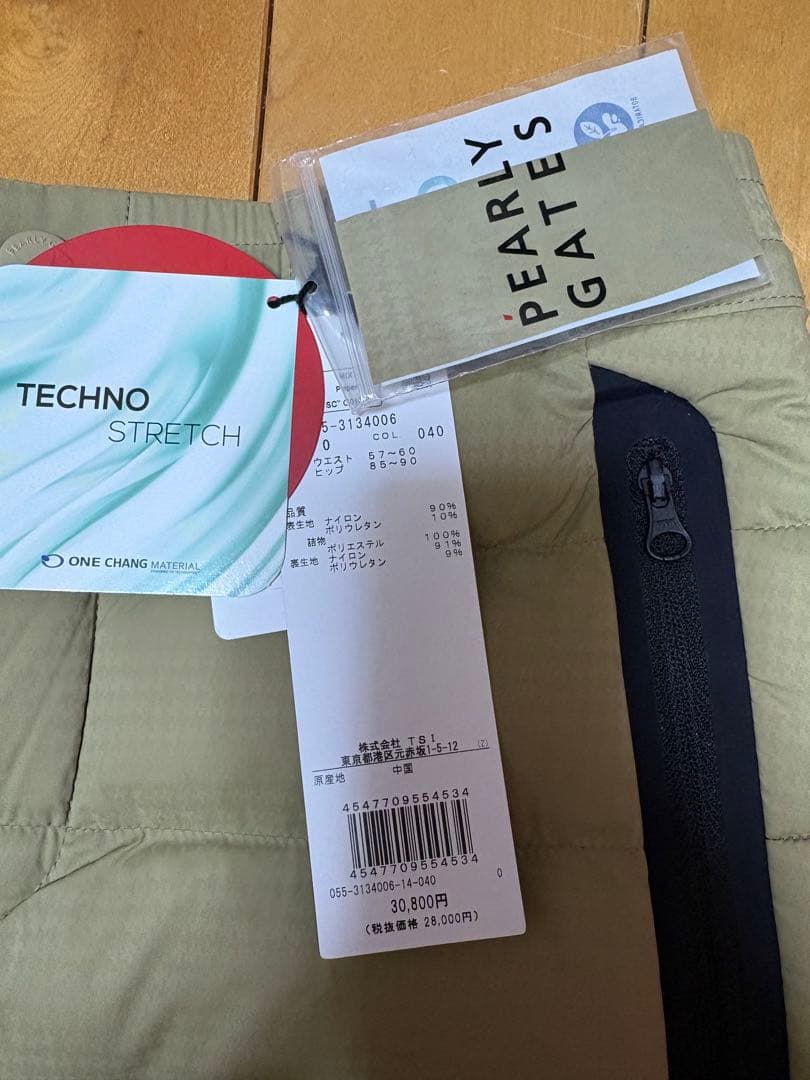 PEARLY
GATES
TECHNO
STRETCH
ONE CHANG MATERIAL
MIX
5-3134006
0 COL. 040
ウエスト 57~60
ヒップ 85~90
品質
表生地 ナイロン 90%
ポリウレタン 10%
詰物 ポリエステル 100%
裏生地 ナイロン 91%
ポリウレタン 9%
株式会社 TSI
東京都港区元赤坂1-5-12 (2)
原産地 中国
4547709554534
4547709554534
055-3134006-14-040 0
30,800円
(税抜価格 28,000円)